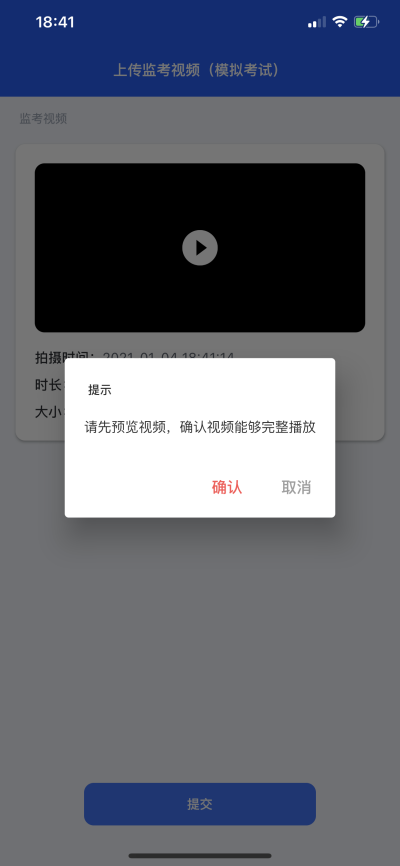 18:41
上传监考视频（模拟考试）
监考视频
拍摄时间：2021-01-04 18:41:14
时长
大小
提示
请先预览视频，确认视频能够完整播放
确认
取消
提交